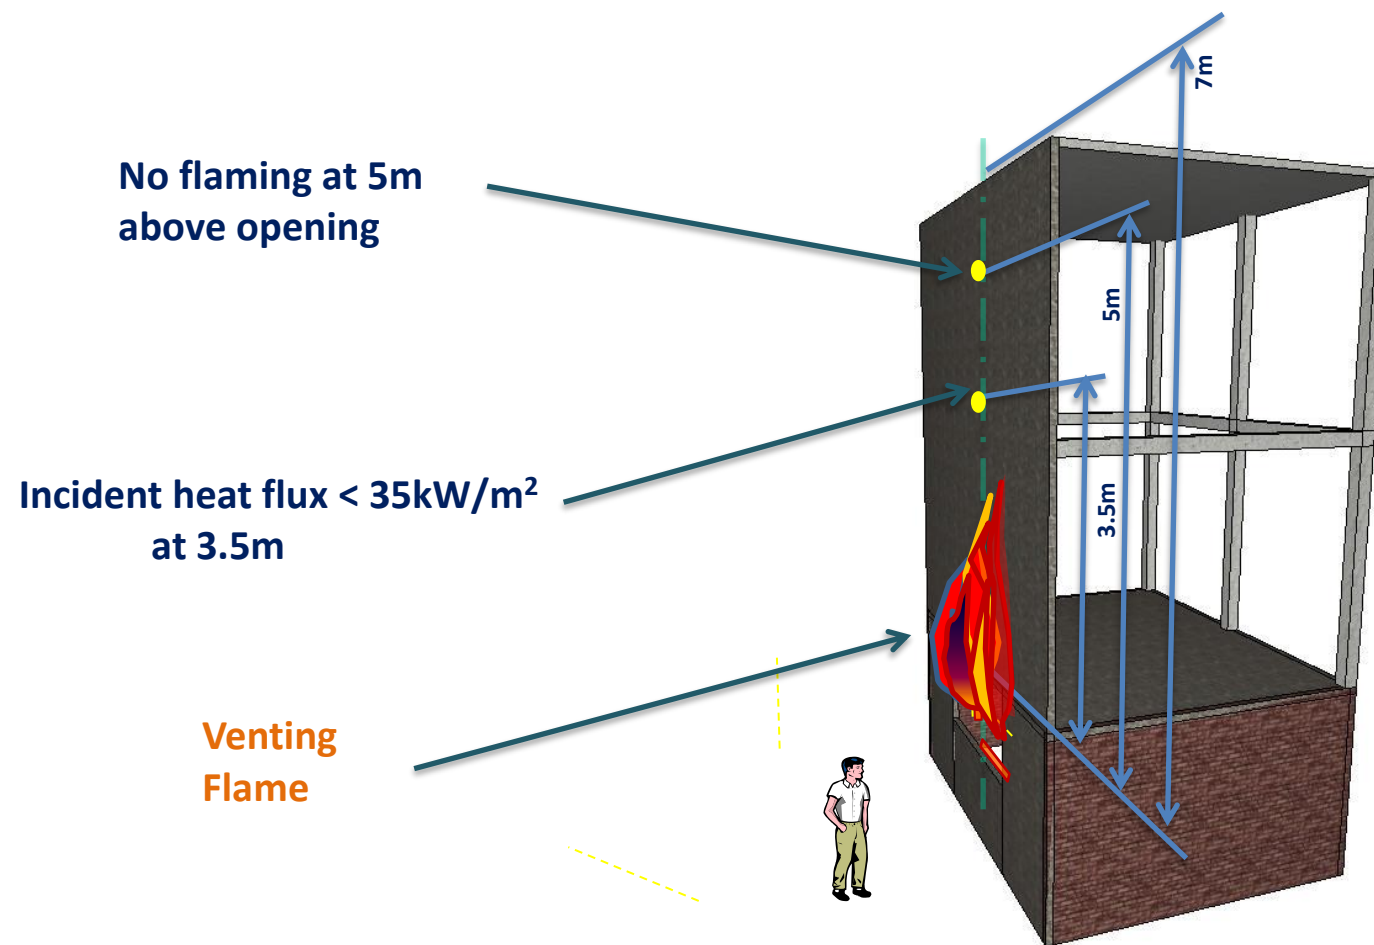 7m
No flaming at 5m
above opening
5m
Incident heat flux < 35kW/m²
at 3.5m
3.5m
Venting
Flame